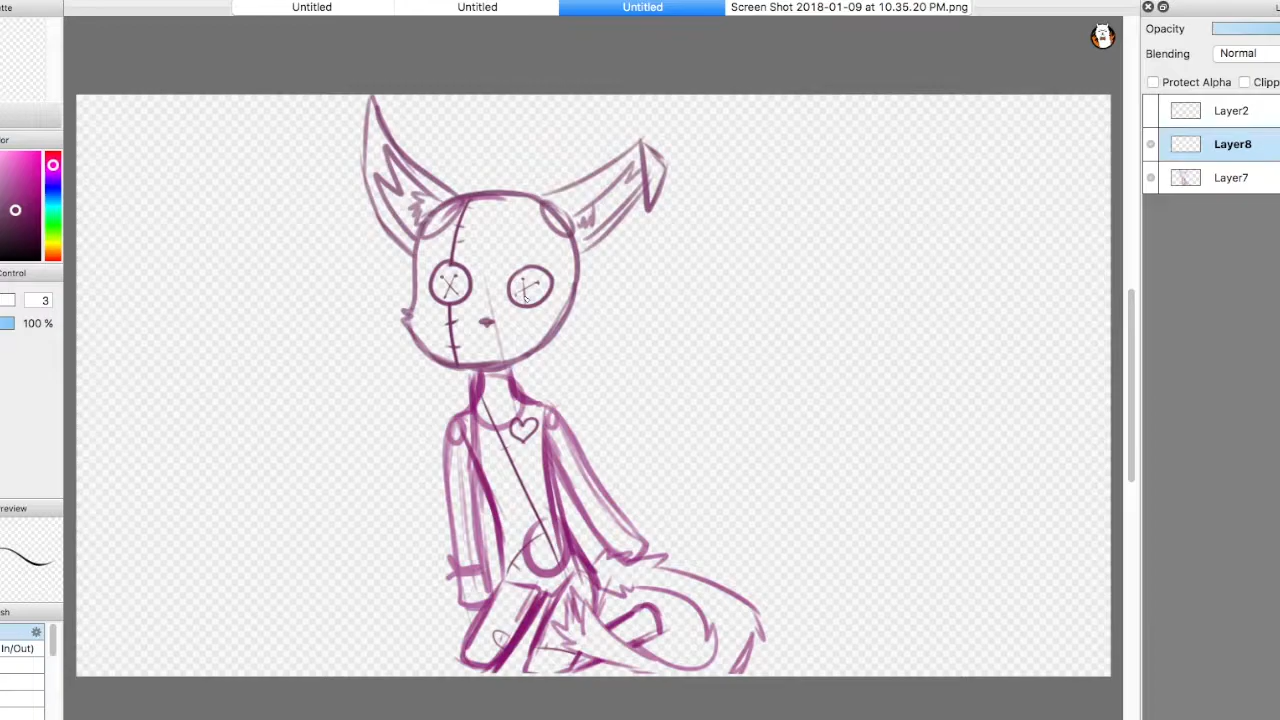 ette
Untitled
Untitled
Untitled
Screen Shot 2018-01-09 at 10.35.20 PM.png
Opacity
Blending
Normal
Protect Alpha
Clipp
Layer2
Layer8
Layer7
or
Control
3
100 %
review
sh
In/Out)